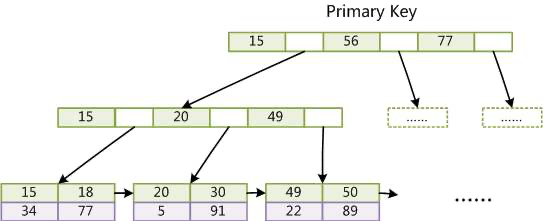 Primary Key
15 56 77
15 20 49
...... ......
15 18 20 30 49 50
34 77 5 91 22 89
......